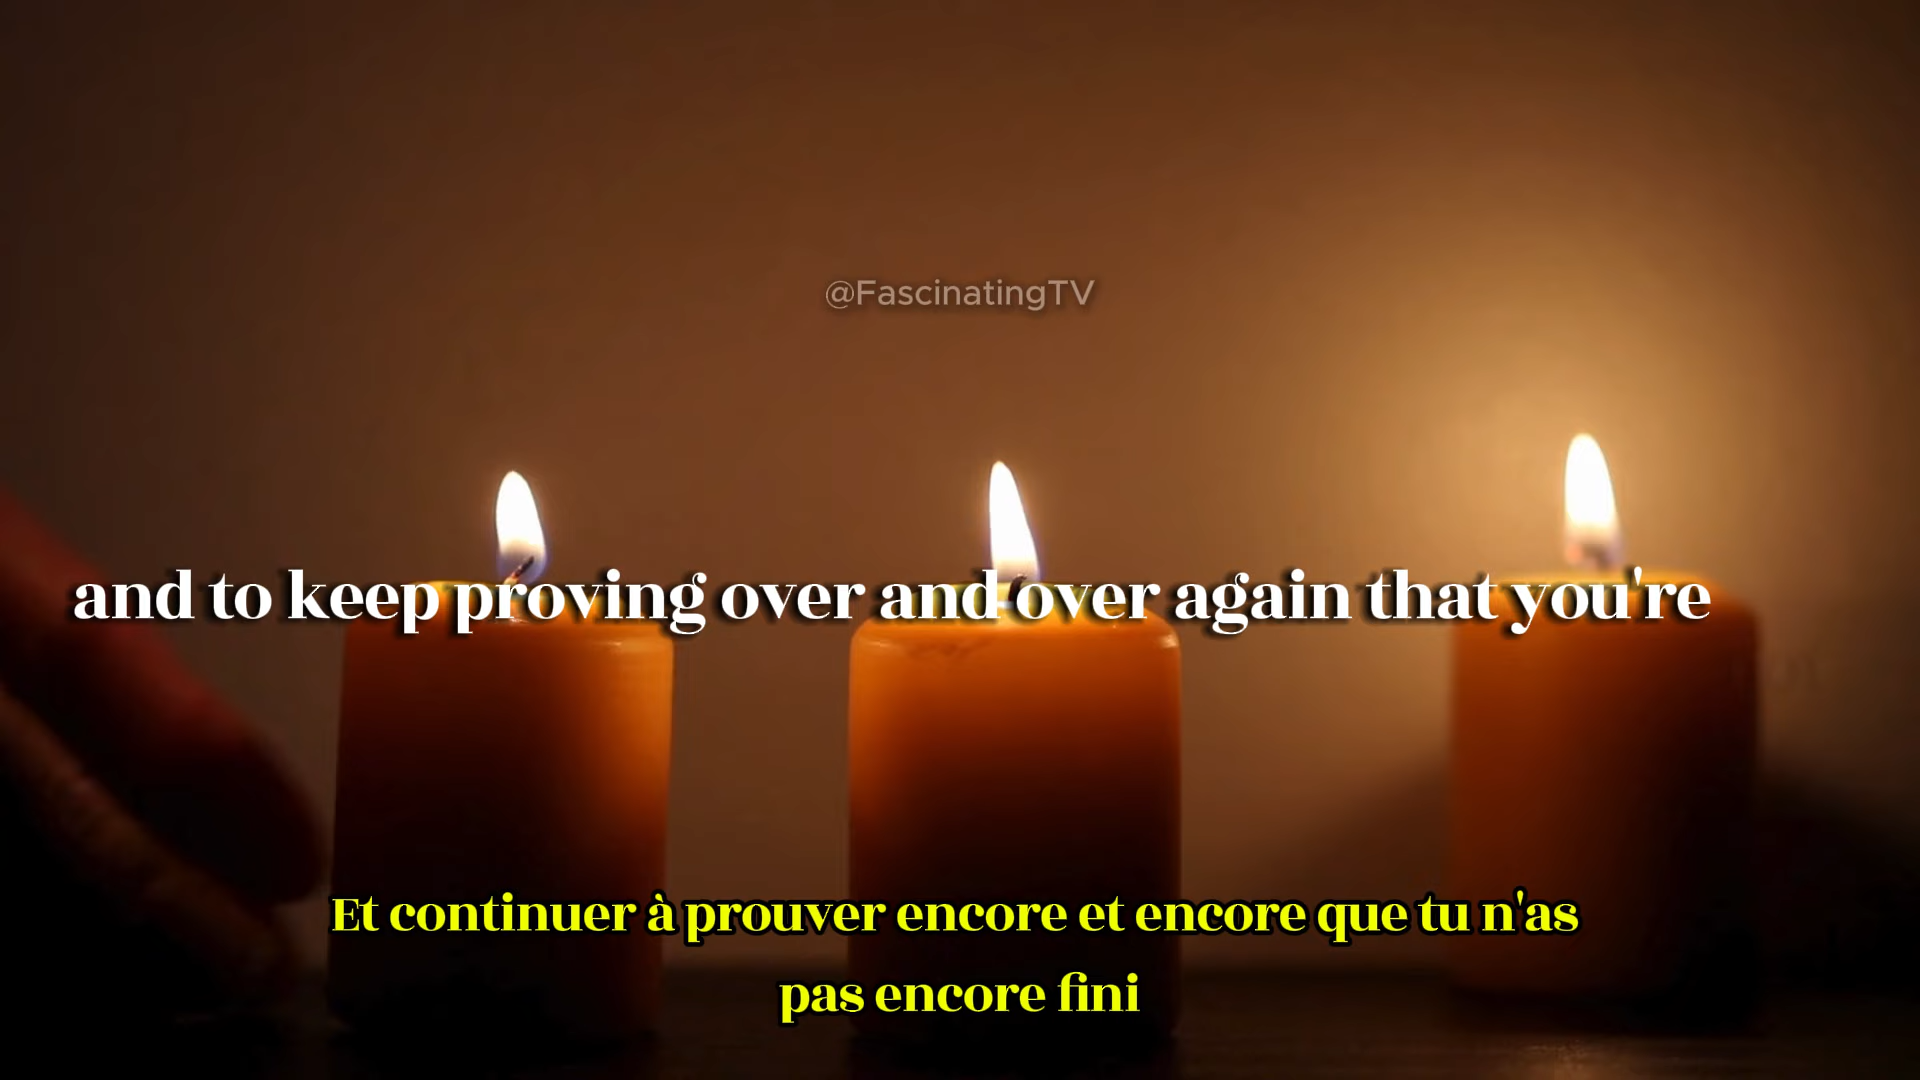 @FascinatingTV
and to keep proving over and over again that you're
Et continuer à prouver encore et encore que tu n'as
pas encore fini